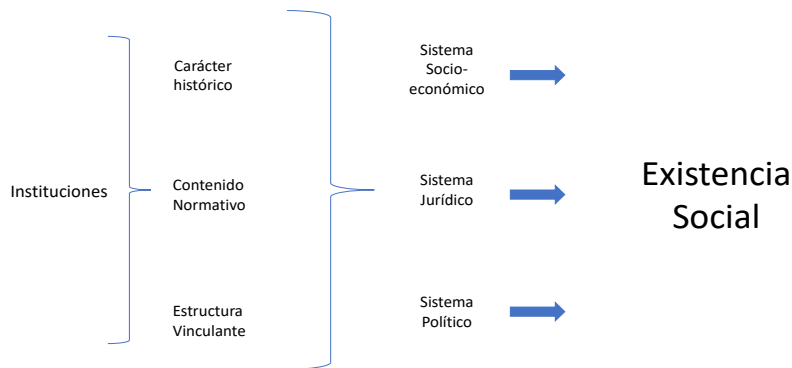 Instituciones
Carácter
histórico
Contenido
Normativo
Estructura
Vinculante
Sistema
Socio-
económico
Sistema
Jurídico
Sistema
Político
Existencia
Social